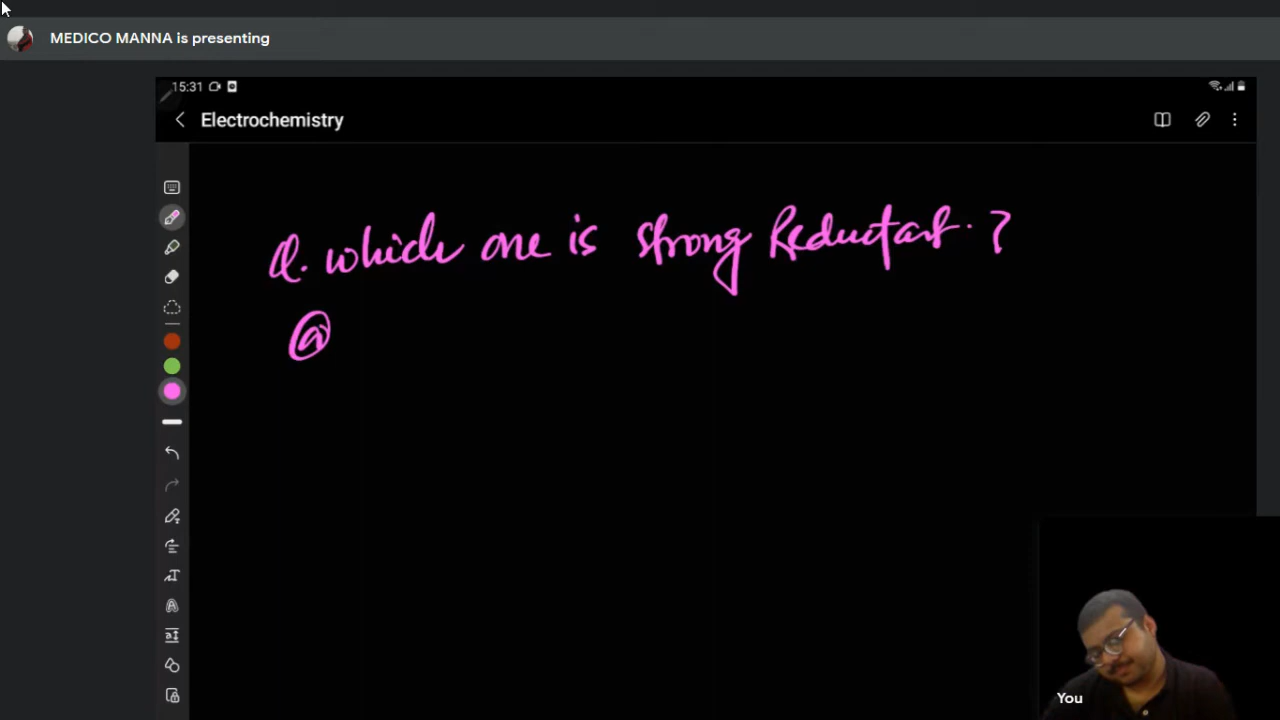 MEDICO MANNA is presenting
15:31
Electrochemistry
Q. which one is strong Reductant. ?
ⓐ
You